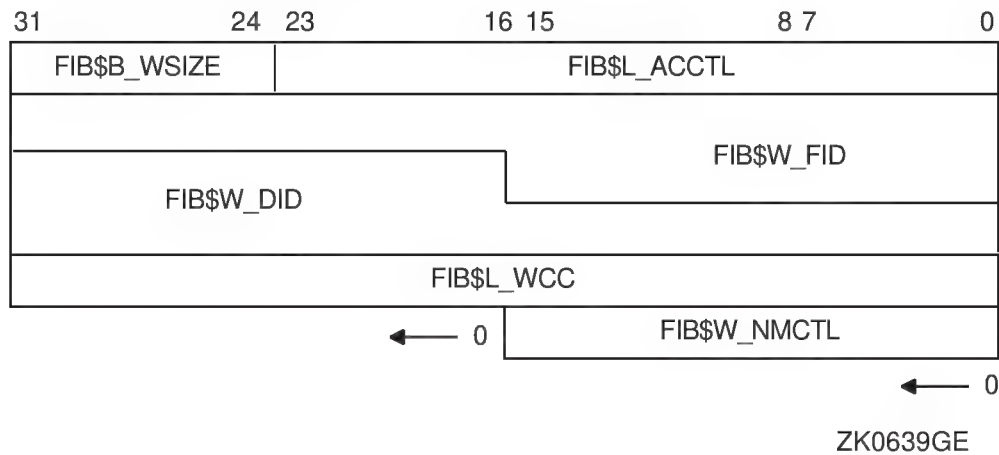 31 24 23 16 15 8 7 0
FIB$B_WSIZE FIB$L_ACCTL
FIB$W_FID
FIB$W_DID
FIB$L_WCC
0 FIB$W_NMCTL
0
ZK0639GE